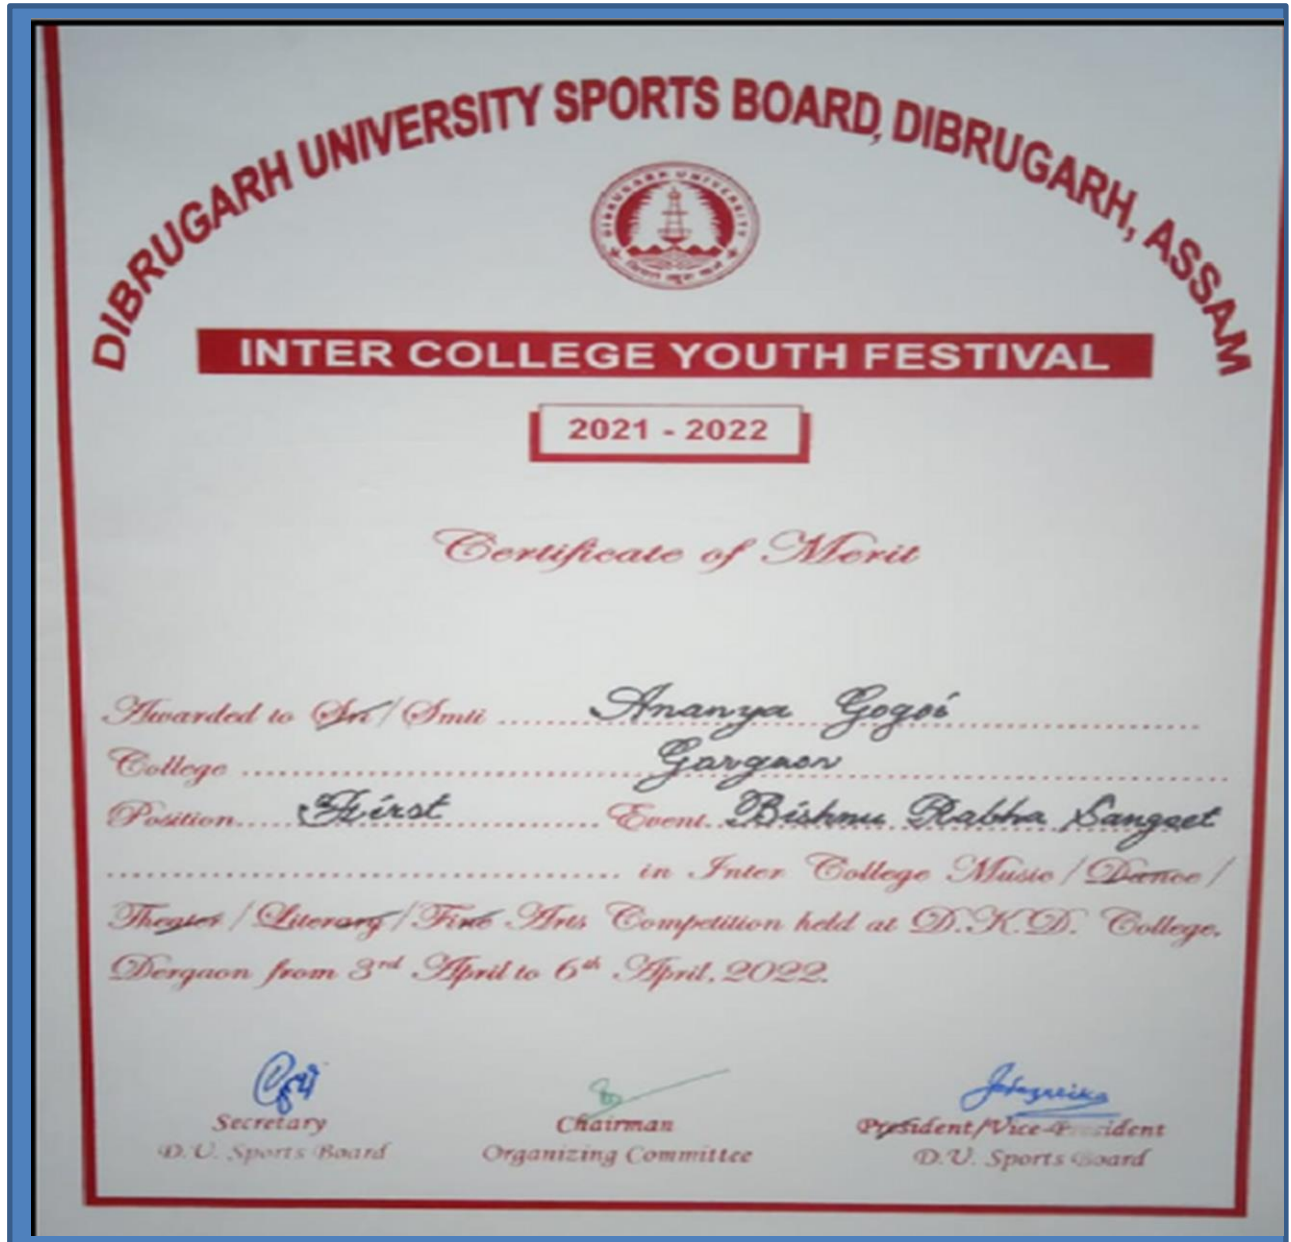 DIBRUGARH UNIVERSITY SPORTS BOARD, DIBRUGARH, ASSAM
DIBRUGARH UNIVERSITY
INTER COLLEGE YOUTH FESTIVAL
2021 - 2022
Certificate of Merit
Awarded to Sri / Smti Ananya Gogoi
College Gargaon
Position First Event Bishnu Rabha Sangeet
in Inter College Music / Dance /
Theater / Literary / Fine Arts Competition held at D.K.D. College,
Dergaon from 3rd April to 6th April, 2022.
Secretary Chairman President/Vice-President
D.U. Sports Board Organizing Committee D.U. Sports Board